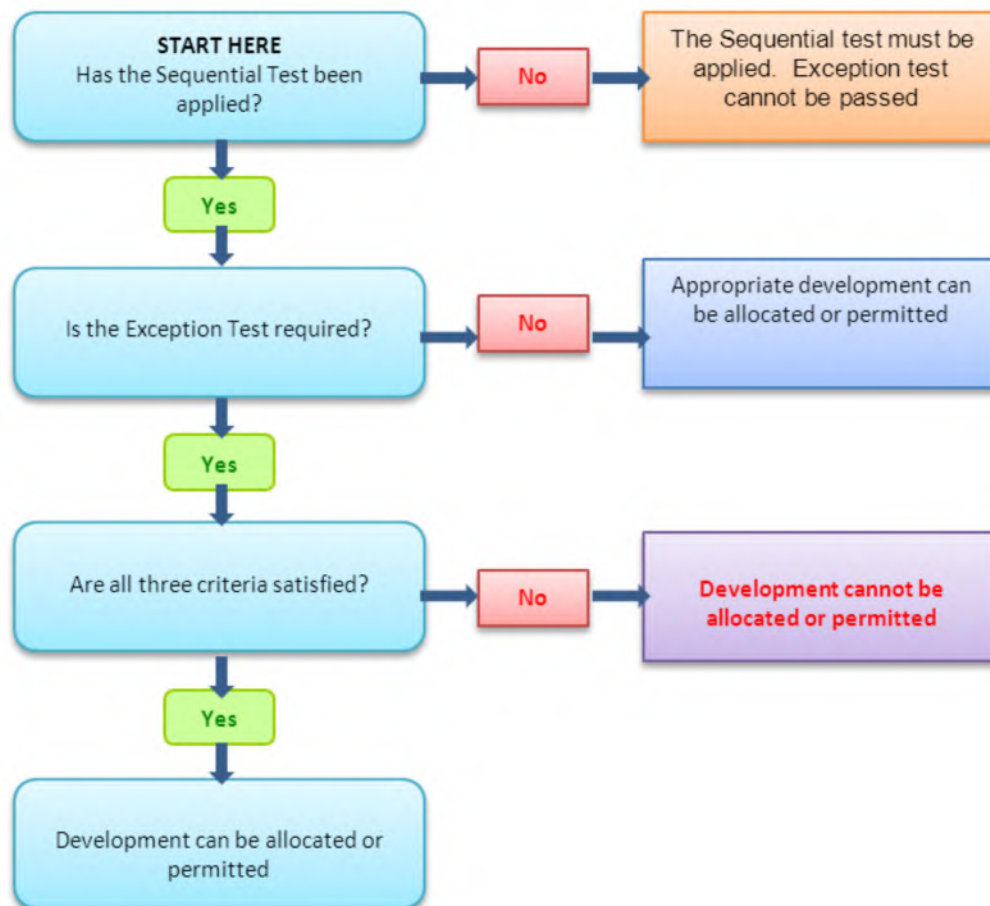 START HERE
Has the Sequential Test been
applied?
No
The Sequential test must be
applied.  Exception test
cannot be passed
Yes
Is the Exception Test required?
No
Appropriate development can
be allocated or permitted
Yes
Are all three criteria satisfied?
No
Development cannot be
allocated or permitted
Yes
Development can be allocated or
permitted